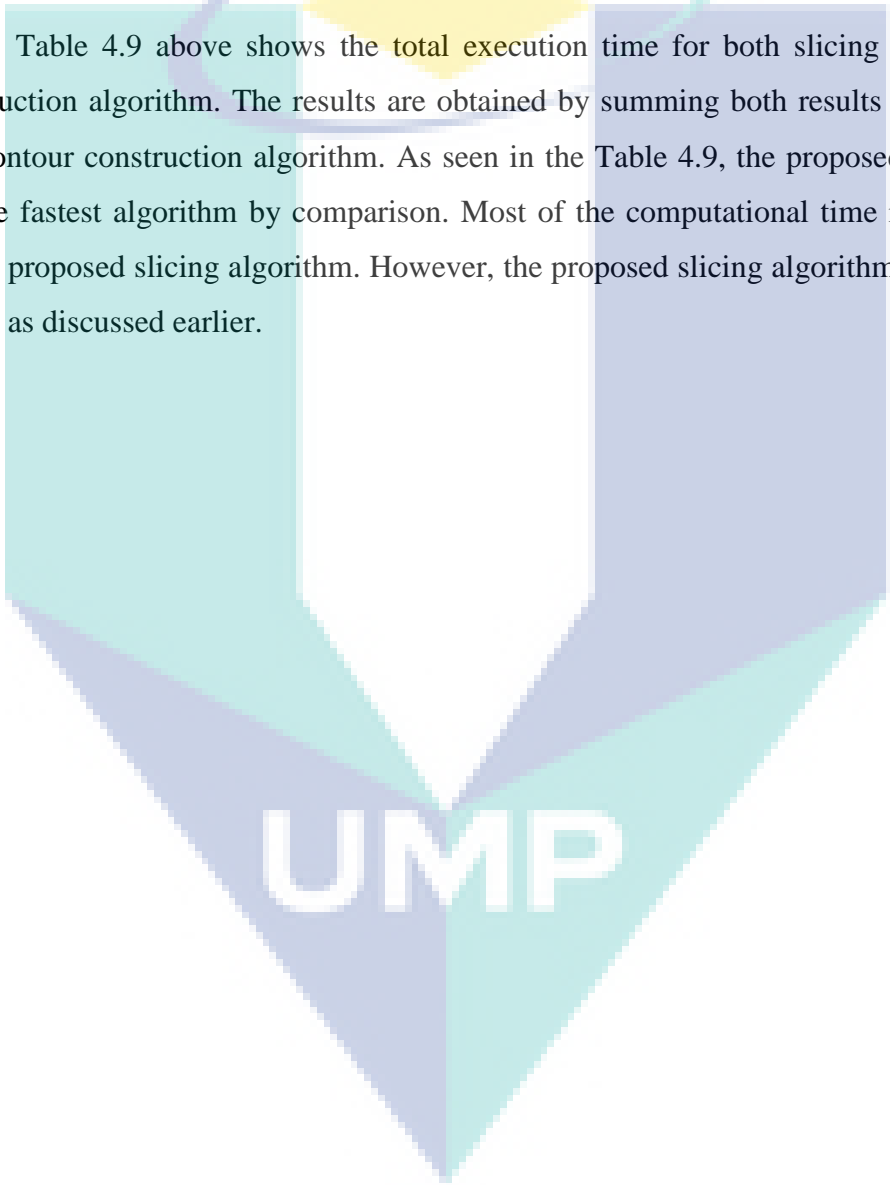 Table 4.9 above shows the total execution time for both slicing
uction algorithm. The results are obtained by summing both results
ontour construction algorithm. As seen in the Table 4.9, the proposed
e fastest algorithm by comparison. Most of the computational time
proposed slicing algorithm. However, the proposed slicing algorithm
as discussed earlier.
UMP